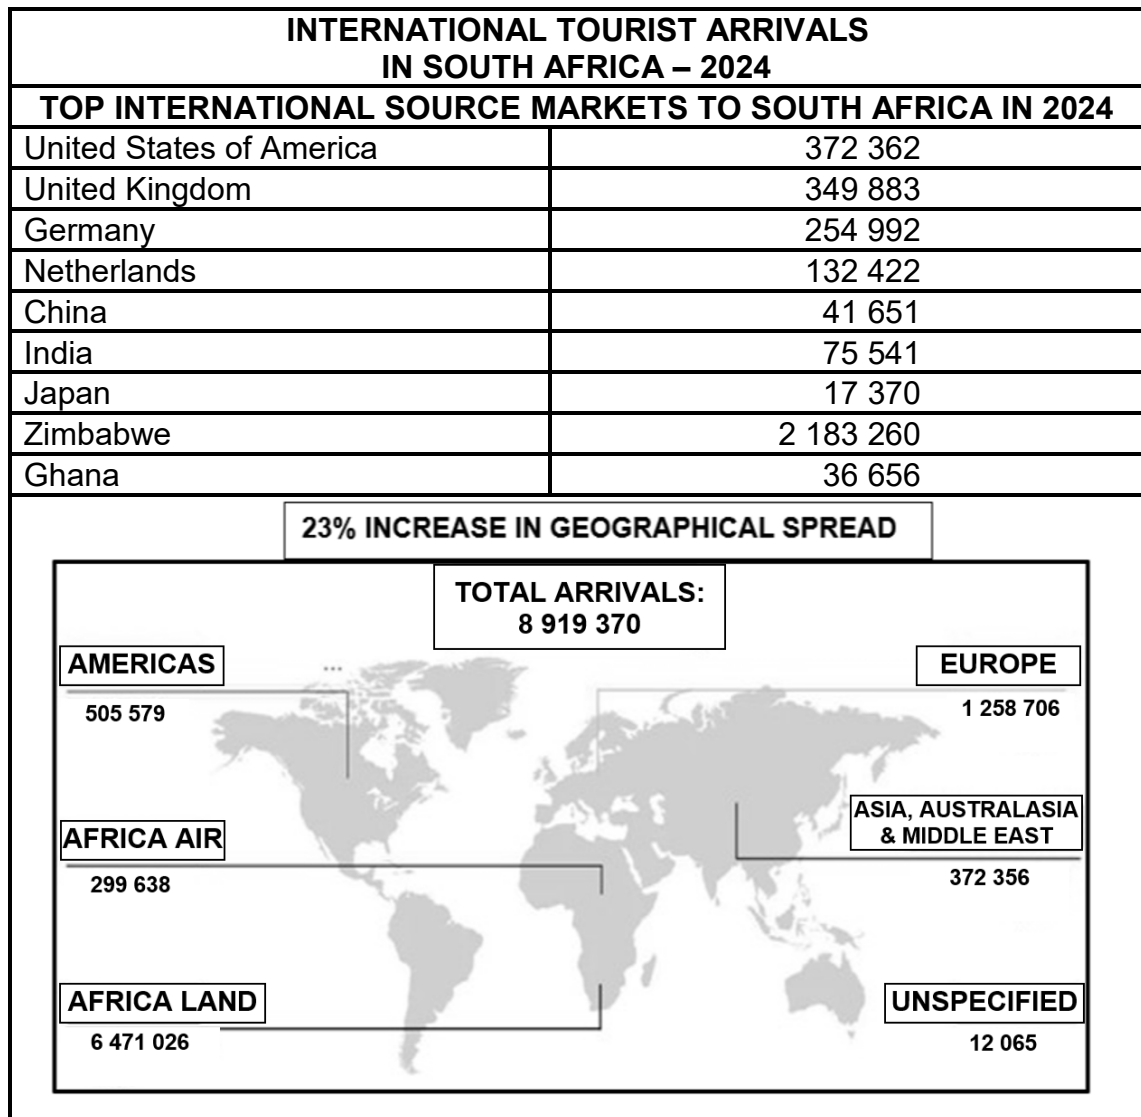 INTERNATIONAL TOURIST ARRIVALS
IN SOUTH AFRICA – 2024
TOP INTERNATIONAL SOURCE MARKETS TO SOUTH AFRICA IN 2024
United States of America 372 362
United Kingdom 349 883
Germany 254 992
Netherlands 132 422
China 41 651
India 75 541
Japan 17 370
Zimbabwe 2 183 260
Ghana 36 656
23% INCREASE IN GEOGRAPHICAL SPREAD
TOTAL ARRIVALS:
8 919 370
AMERICAS
505 579
EUROPE
1 258 706
AFRICA AIR
299 638
ASIA, AUSTRALASIA
& MIDDLE EAST
372 356
AFRICA LAND
6 471 026
UNSPECIFIED
12 065